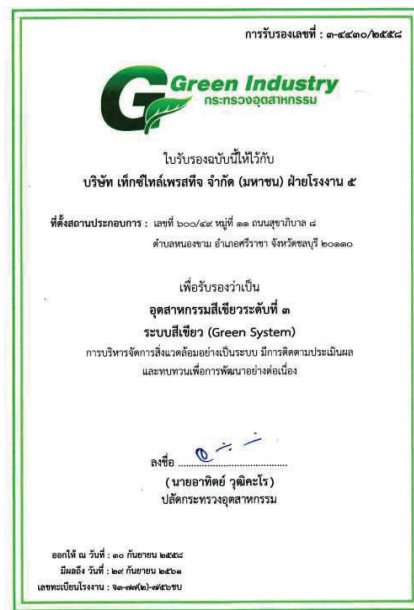 การรับรองเลขที่ : ๓-๔๔๓๐/๒๕๕๘
Green Industry
กระทรวงอุตสาหกรรม
ใบรับรองฉบับนี้ให้ไว้กับ
บริษัท เท็กซ์ไทล์เพรสทีจ จำกัด (มหาชน) ฝ่ายโรงงาน ๕
ที่ตั้งสถานประกอบการ : เลขที่ ๖๐๐/๔๙ หมู่ที่ ๑๑ ถนนสุขาภิบาล ๘
ตำบลหนองขาม อำเภอศรีราชา จังหวัดชลบุรี ๒๐๑๑๐
เพื่อรับรองว่าเป็น
อุตสาหกรรมสีเขียวระดับที่ ๓
ระบบสีเขียว (Green System)
การบริหารจัดการสิ่งแวดล้อมอย่างเป็นระบบ มีการติดตามประเมินผล
และทบทวนเพื่อการพัฒนาอย่างต่อเนื่อง
ลงชื่อ
(นายอาทิตย์ วุฒิคะโร)
ปลัดกระทรวงอุตสาหกรรม
ออกให้ ณ วันที่ : ๓๐ กันยายน ๒๕๕๘
มีผลถึง วันที่ : ๒๙ กันยายน ๒๕๖๑
เลขทะเบียนโรงงาน :